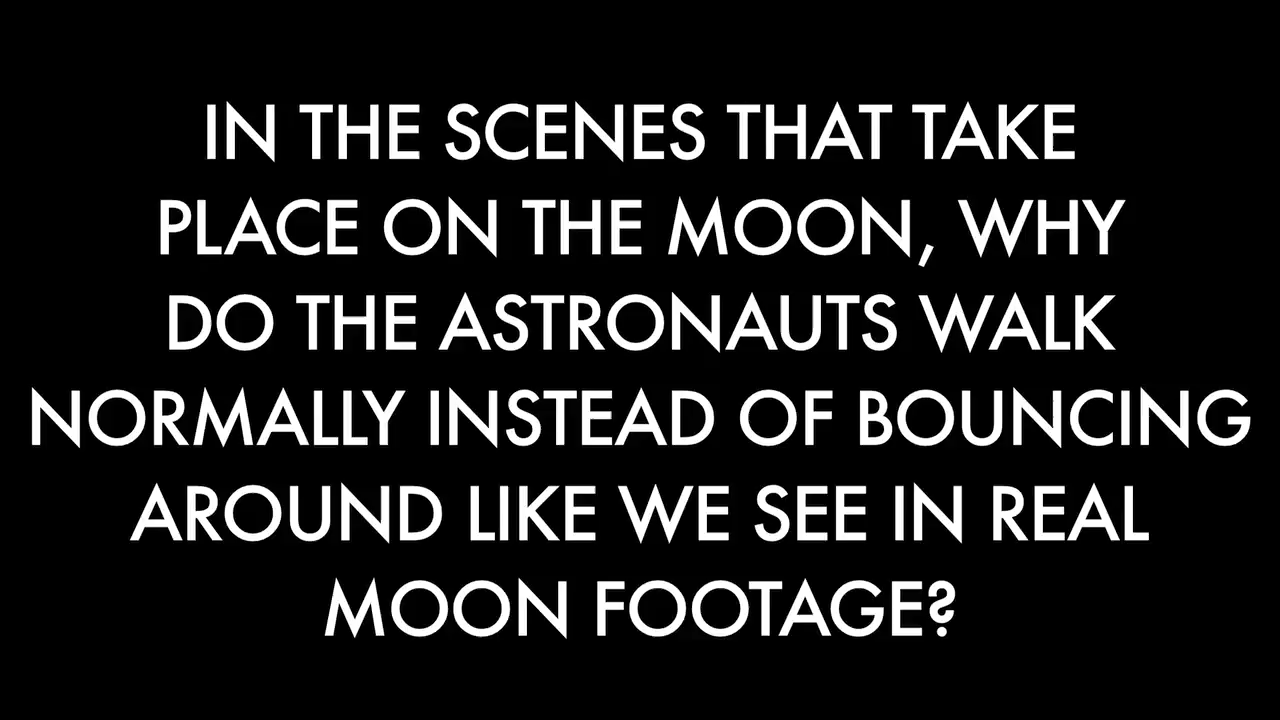 IN THE SCENES THAT TAKE
PLACE ON THE MOON, WHY
DO THE ASTRONAUTS WALK
NORMALLY INSTEAD OF BOUNCING
AROUND LIKE WE SEE IN REAL
MOON FOOTAGE?